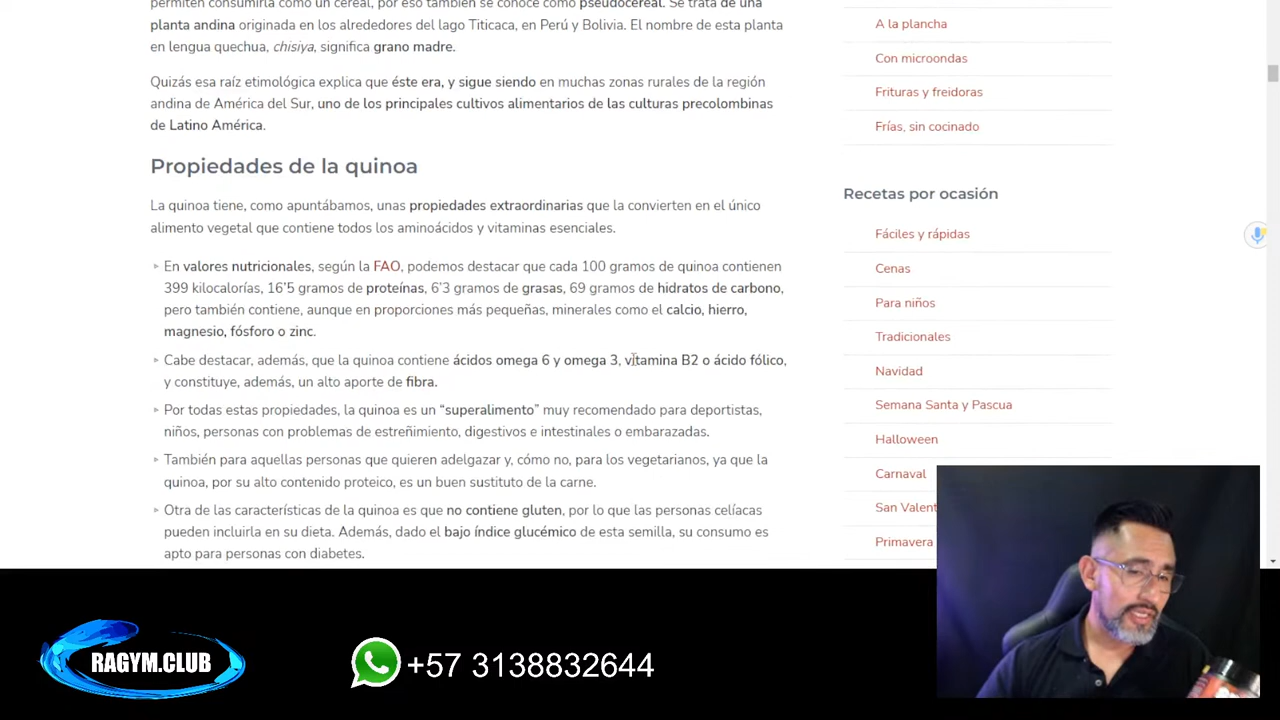 permiten consumirla como un cereal, por eso también se conoce como pseudocereal. Se trata de una
planta andina originada en los alrededores del lago Titicaca, en Perú y Bolivia. El nombre de esta planta
en lengua quechua, chisiya, significa grano madre.
Quizás esa raíz etimológica explica que éste era, y sigue siendo en muchas zonas rurales de la región
andina de América del Sur, uno de los principales cultivos alimentarios de las culturas precolombinas
de Latino América.
Propiedades de la quinoa
La quinoa tiene, como apuntábamos, unas propiedades extraordinarias que la convierten en el único
alimento vegetal que contiene todos los aminoácidos y vitaminas esenciales.
En valores nutricionales, según la FAO, podemos destacar que cada 100 gramos de quinoa contienen
399 kilocalorías, 16'5 gramos de proteínas, 6'3 gramos de grasas, 69 gramos de hidratos de carbono,
pero también contiene, aunque en proporciones más pequeñas, minerales como el calcio, hierro,
magnesio, fósforo o zinc.
Cabe destacar, además, que la quinoa contiene ácidos omega 6 y omega 3, vitamina B2 o ácido fólico,
y constituye, además, un alto aporte de fibra.
Por todas estas propiedades, la quinoa es un “superalimento” muy recomendado para deportistas,
niños, personas con problemas de estreñimiento, digestivos e intestinales o embarazadas.
También para aquellas personas que quieren adelgazar y, cómo no, para los vegetarianos, ya que la
quinoa, por su alto contenido proteico, es un buen sustituto de la carne.
Otra de las características de la quinoa es que no contiene gluten, por lo que las personas celíacas
pueden incluirla en su dieta. Además, dado el bajo índice glucémico de esta semilla, su consumo es
apto para personas con diabetes.
A la plancha
Con microondas
Frituras y freidoras
Frías, sin cocinado
Recetas por ocasión
Fáciles y rápidas
Cenas
Para niños
Tradicionales
Navidad
Semana Santa y Pascua
Halloween
Carnaval
San Valent
Primavera
RAGYM.CLUB
+57 3138832644